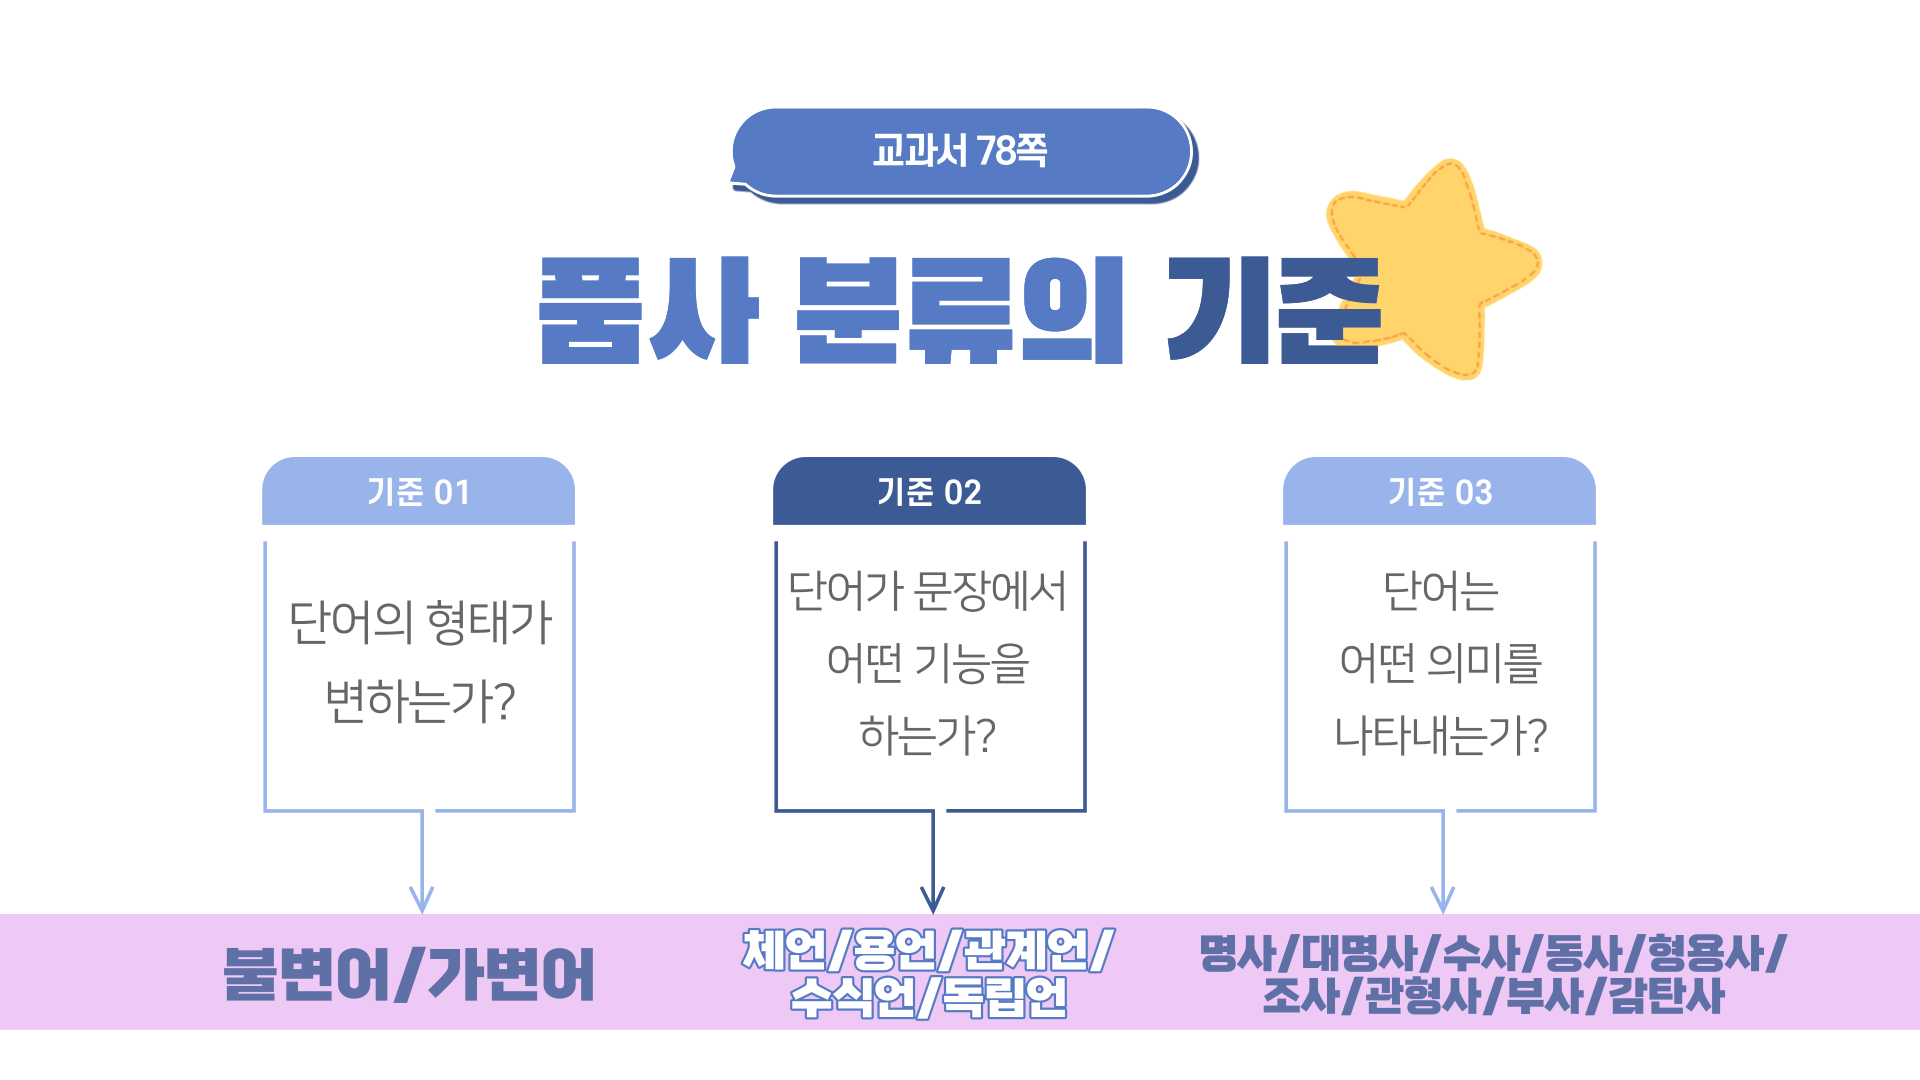 교과서 78쪽
품사 분류의 기준
기준 01
단어의 형태가
변하는가?
불변어/가변어
기준 02
단어가 문장에서
어떤 기능을
하는가?
체언/용언/관계언/
수식언/독립언
기준 03
단어는
어떤 의미를
나타내는가?
명사/대명사/수사/동사/형용사/
조사/관형사/부사/감탄사